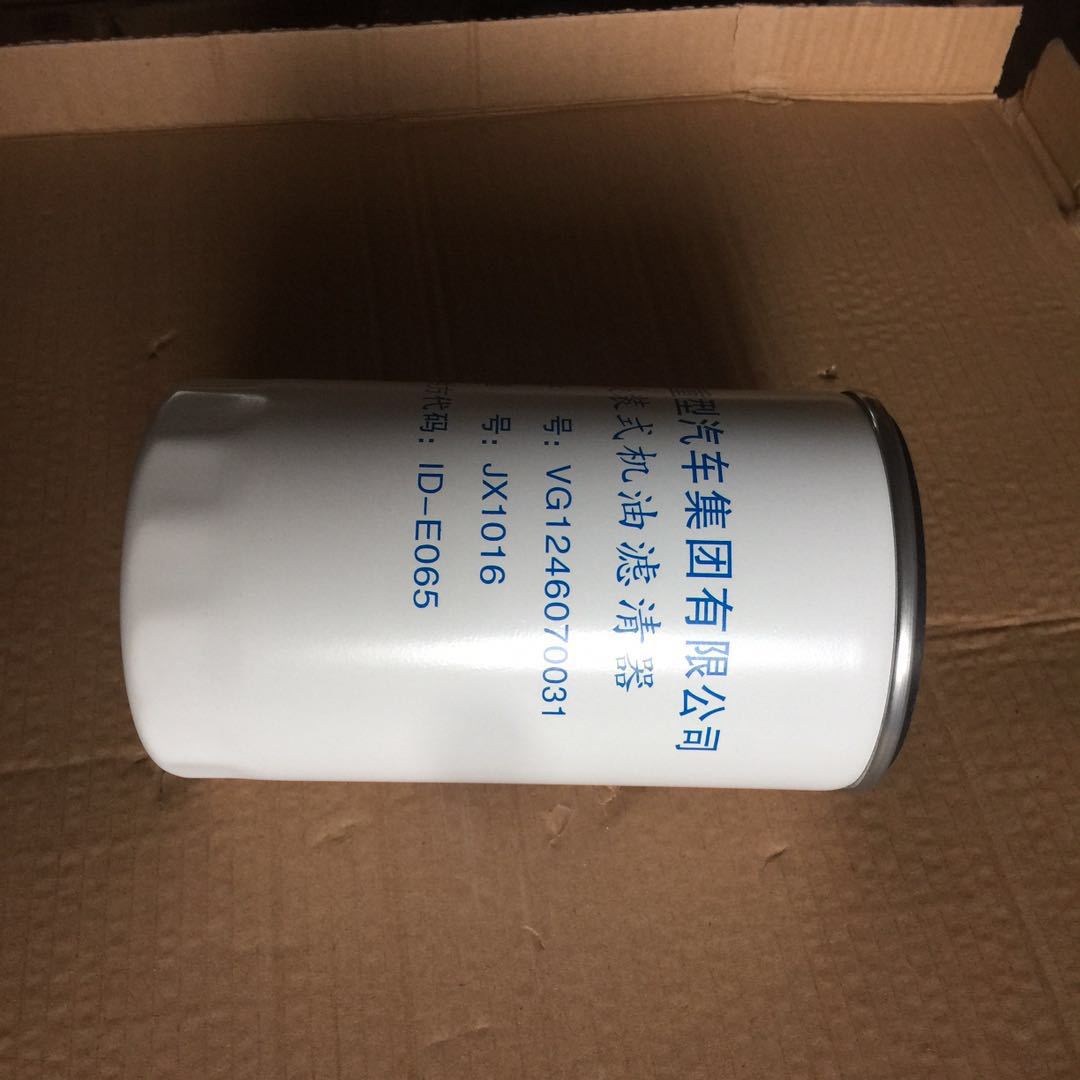 重型汽车集团有限公司
装式机油滤清器
号: VG1246070031
号: JX1016
代码: ID-E065